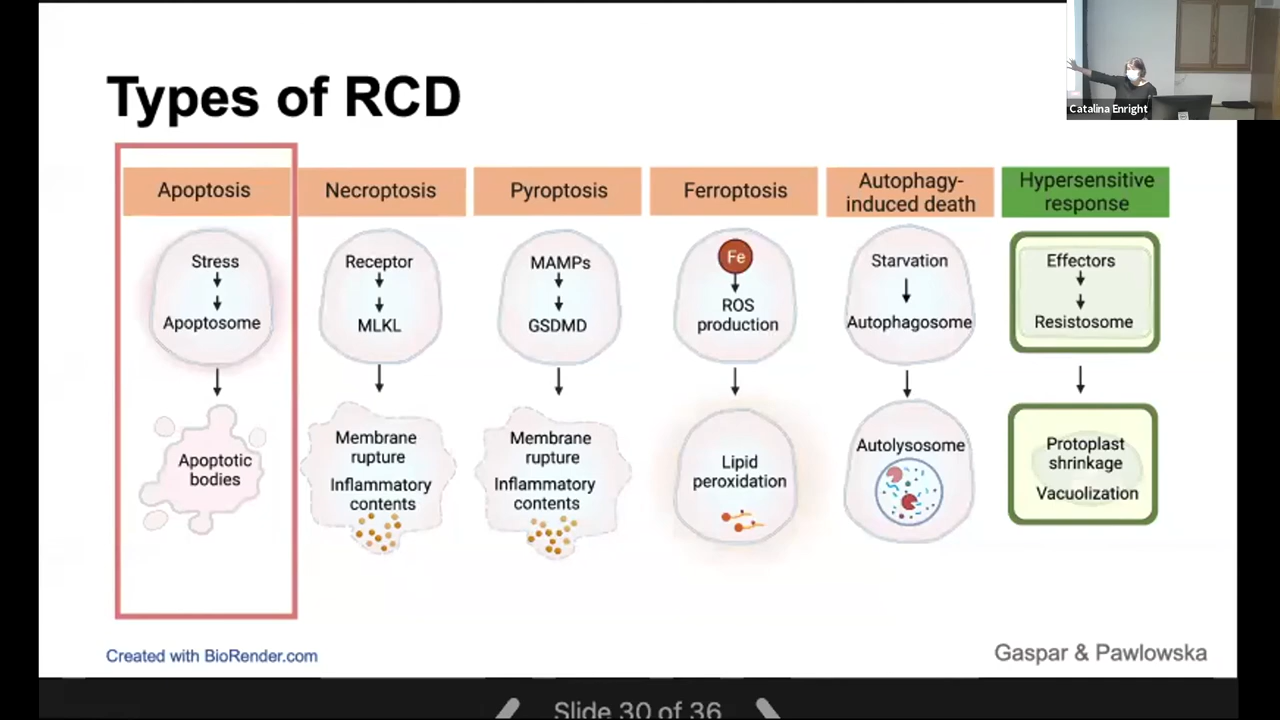 Types of RCD
Catalina Enright
Apoptosis
Stress
Apoptosome
Apoptotic
bodies
Necroptosis
Receptor
MLKL
Membrane
rupture
Inflammatory
contents
Pyroptosis
MAMPs
GSDMD
Membrane
rupture
Inflammatory
contents
Ferroptosis
Fe
ROS
production
Lipid
peroxidation
Autophagy-
induced death
Starvation
Autophagosome
Autolysosome
Hypersensitive
response
Effectors
Resistosome
Protoplast
shrinkage
Vacuolization
Created with BioRender.com
Gaspar & Pawlowska
Slide 30 of 36